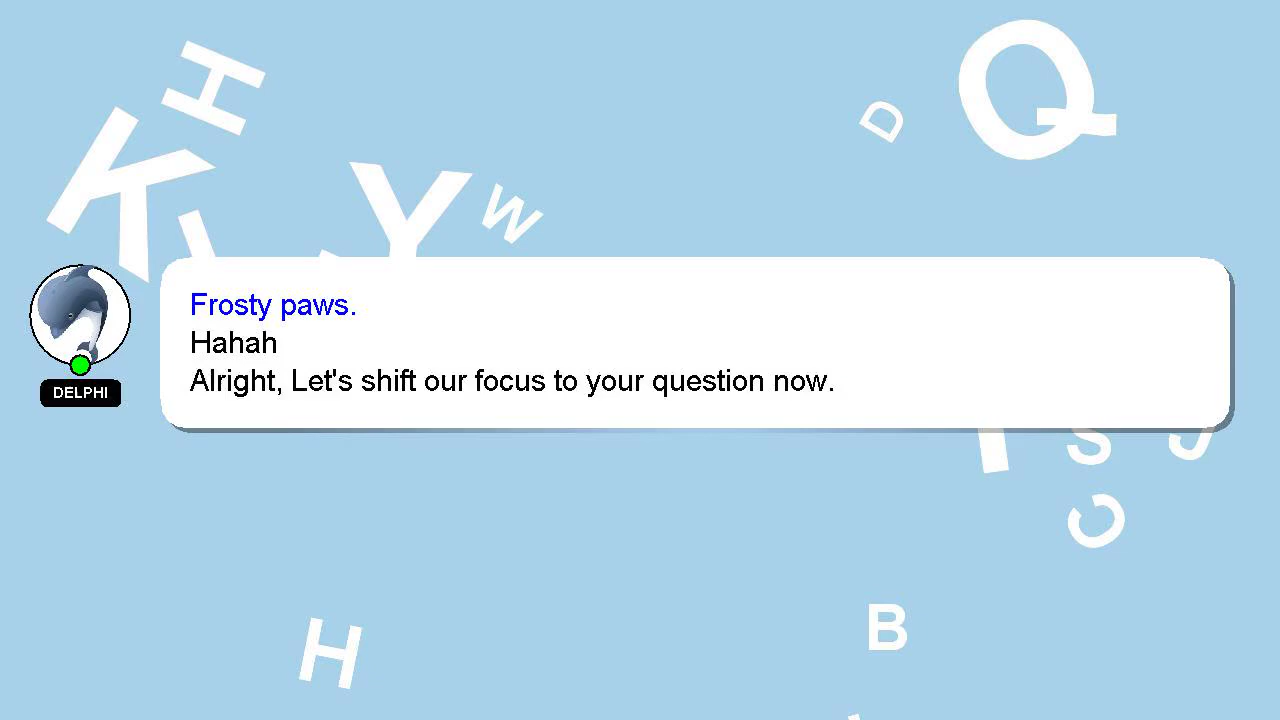 H
Q
D
K
Y
W
Frosty paws.
Hahah
Alright, Let's shift our focus to your question now.
DELPHI
S
J
C
B
H